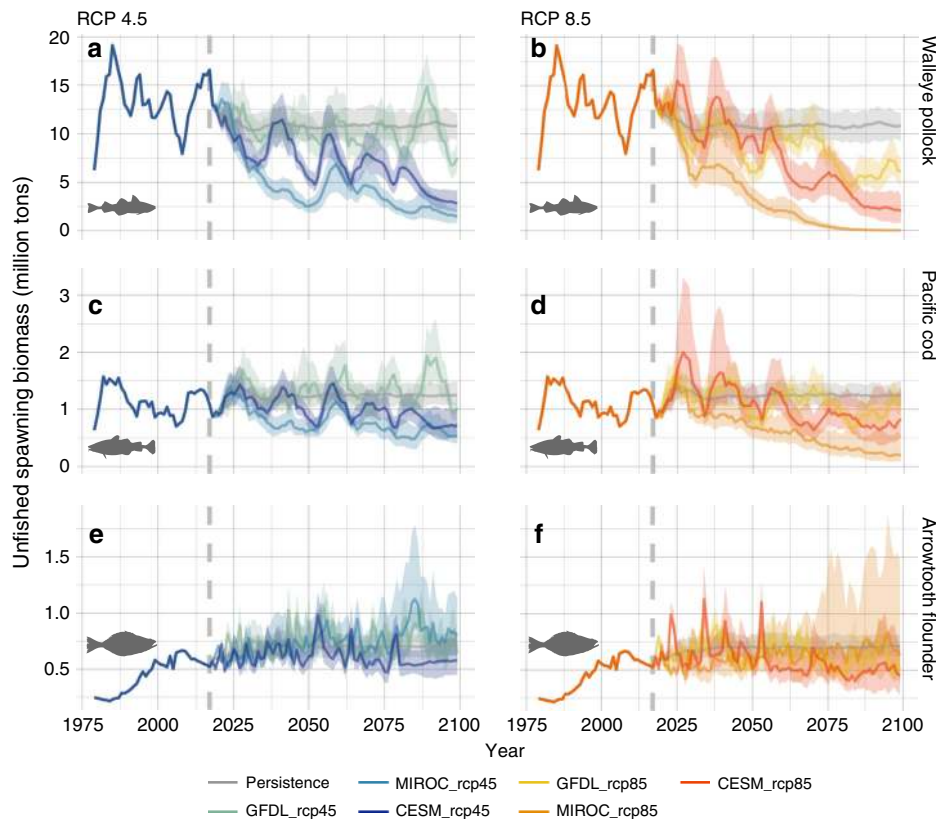 RCP 4.5
RCP 8.5
Unfished spawning biomass (million tons)
a
20
15
10
5
0
b
Walleye pollock
c
3
2
1
0
d
Pacific cod
e
1.5
1.0
0.5
f
Arrowtooth flounder
1975 2000 2025 2050 2075 2100
1975 2000 2025 2050 2075 2100
Year
Persistence MIROC_rcp45 GFDL_rcp85 CESM_rcp85
GFDL_rcp45 CESM_rcp45 MIROC_rcp85